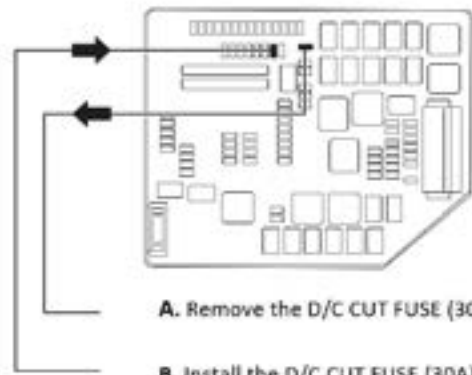 A. Remove the D/C CUT FUSE (30
B. Install the D/C CUT FUSE (30A)